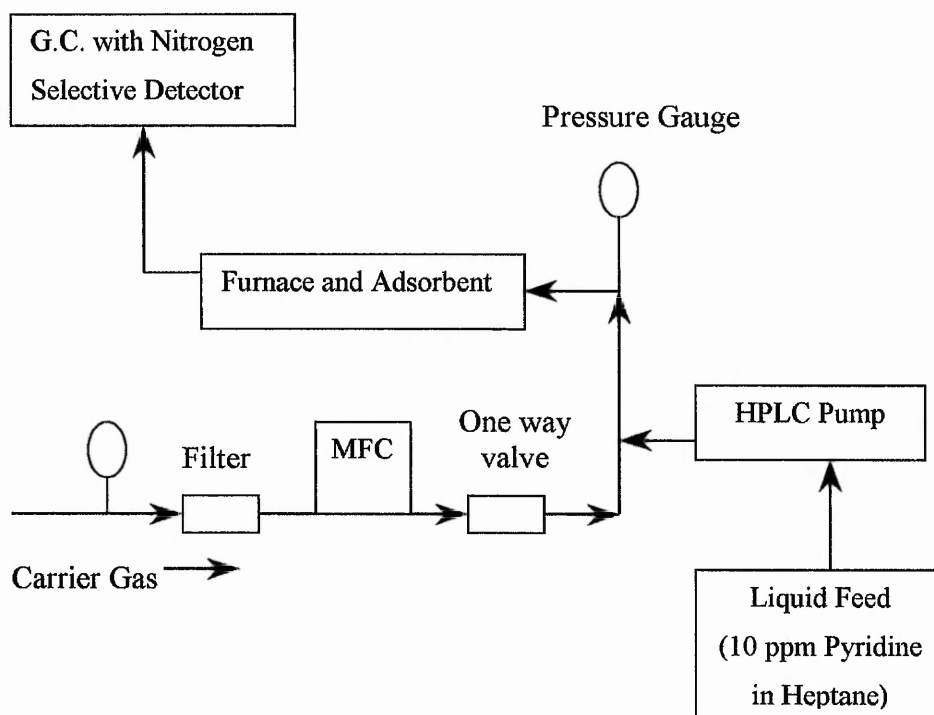 G.C. with Nitrogen
Selective Detector
Pressure Gauge
Furnace and Adsorbent
HPLC Pump
One way
valve
MFC
Filter
Carrier Gas
Liquid Feed
(10 ppm Pyridine
in Heptane)